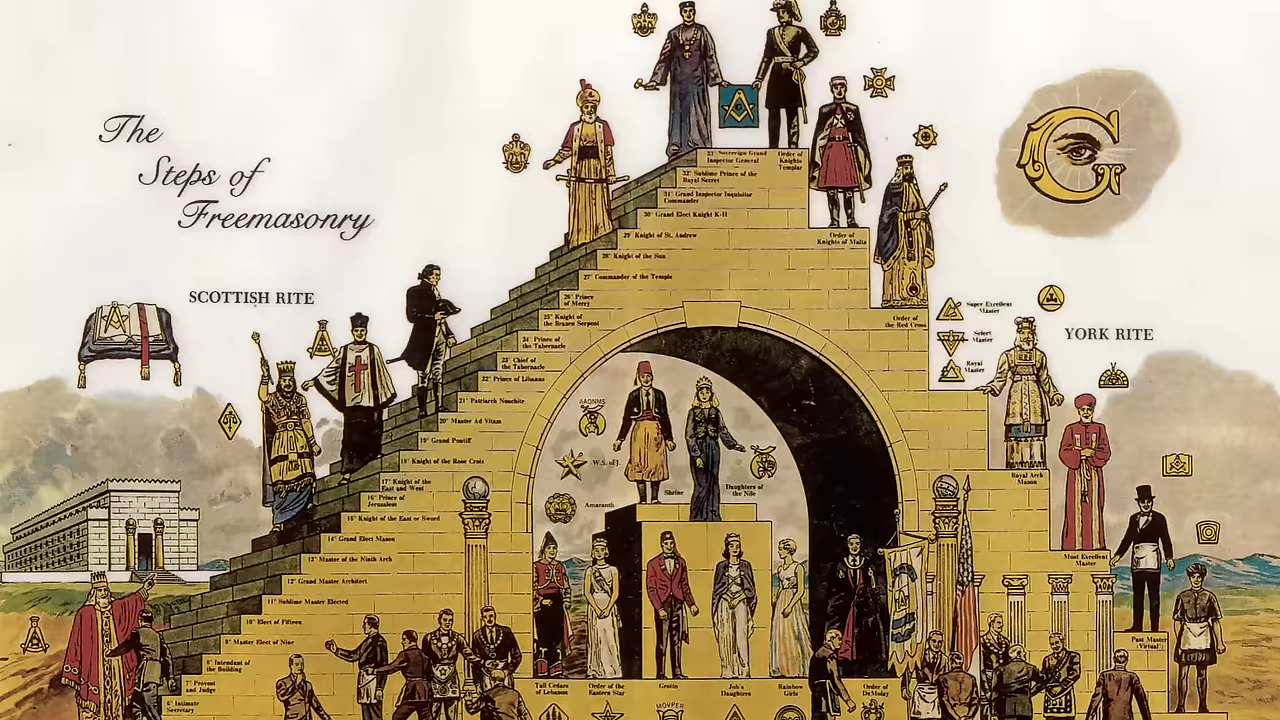 The
Steps of
Freemasonry
SCOTTISH RITE
YORK RITE
G
33° Sovereign Grand
Inspector General
Order of
Knights
Templar
32° Sublime Prince of the
Royal Secret
31° Grand Inspector Inquisitor
Commander
30° Grand Elect Knight K-H
29° Knight of St. Andrew
28° Knight of the Sun
27° Commander of the Temple
26° Prince
of Mercy
25° Knight of
the Brazen Serpent
24° Prince of
the Tabernacle
23° Chief of
the Tabernacle
22° Prince of Libanus
21° Patriarch Noachite
20° Master Ad Vitam
19° Grand Pontiff
18° Knight of the Rose Croix
17° Knight of the
East and West
16° Prince of
Jerusalem
15° Knight of the East or Sword
14° Grand Elect Mason
13° Master of the Ninth Arch
12° Grand Master Architect
11° Sublime Master Elected
10° Elect of Fifteen
9° Master Elect of Nine
8° Intendant of
the Building
7° Provost
and Judge
6° Intimate
Secretary
Order of
Knights of Malta
Order of
the Red Cross
Super Excellent
Master
Select
Master
Royal
Master
Royal Arch
Mason
Most Excellent
Master
Past Master
(Virtual)
AAONMS
W.S. of J.
Amaranth
Shrine
Daughters of
the Nile
Tall Cedars
of Lebanon
Order of the
Eastern Star
Grotto
Job's
Daughters
Rainbow
Girls
Order of
DeMolay
MOVPER